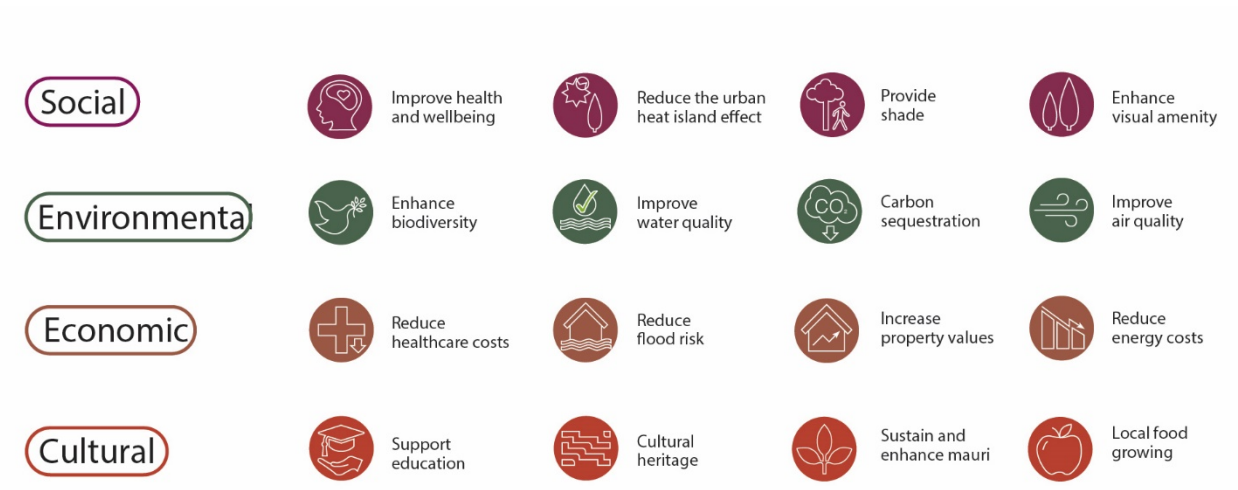 Social
Improve health
and wellbeing
Reduce the urban
heat island effect
Provide
shade
Enhance
visual amenity
Environmental
Enhance
biodiversity
Improve
water quality
CO₂
Carbon
sequestration
Improve
air quality
Economic
Reduce
healthcare costs
Reduce
flood risk
Increase
property values
Reduce
energy costs
Cultural
Support
education
Cultural
heritage
Sustain and
enhance mauri
Local food
growing